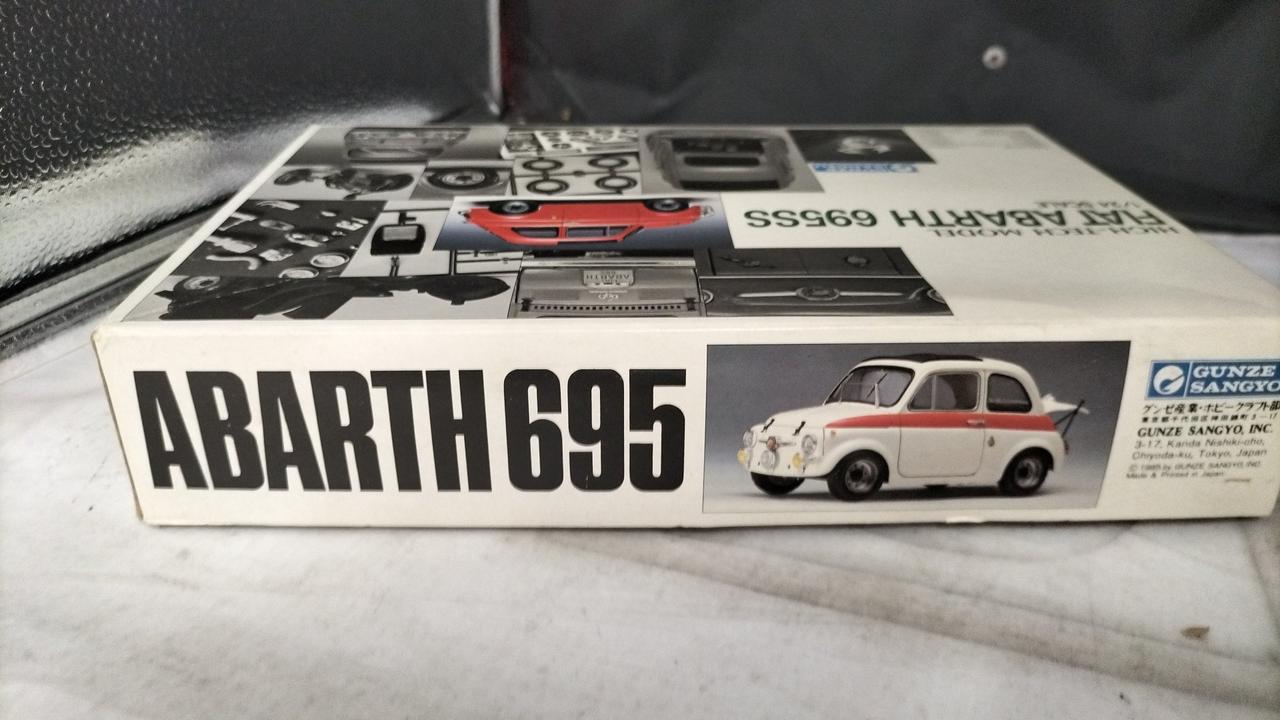 HIGH-TECH MODEL
FIAT ABARTH 695SS
1/24 SCALE
ABARTH
ABARTH 695
GUNZE
SANGYO
グンゼ産業・ホビークラフト部
GUNZE SANGYO, INC.
3-17, Kanda Nishiki-cho,
Chiyoda-ku, Tokyo, Japan
© 1985 by GUNZE SANGYO, INC.
Made & Printed in Japan